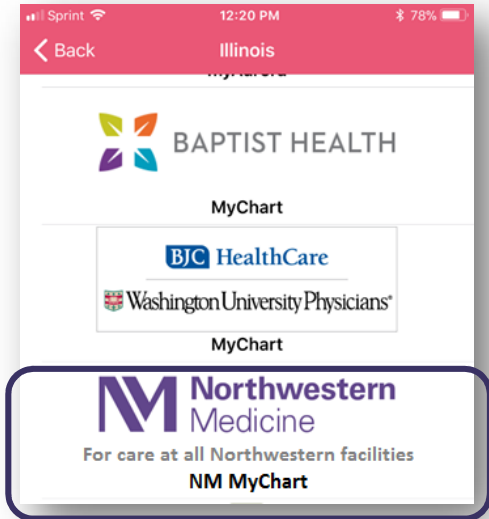 Sprint 12:20 PM 78%
Back Illinois
BAPTIST HEALTH
MyChart
BJC HealthCare
Washington University Physicians®
MyChart
NM Northwestern
Medicine
For care at all Northwestern facilities
NM MyChart